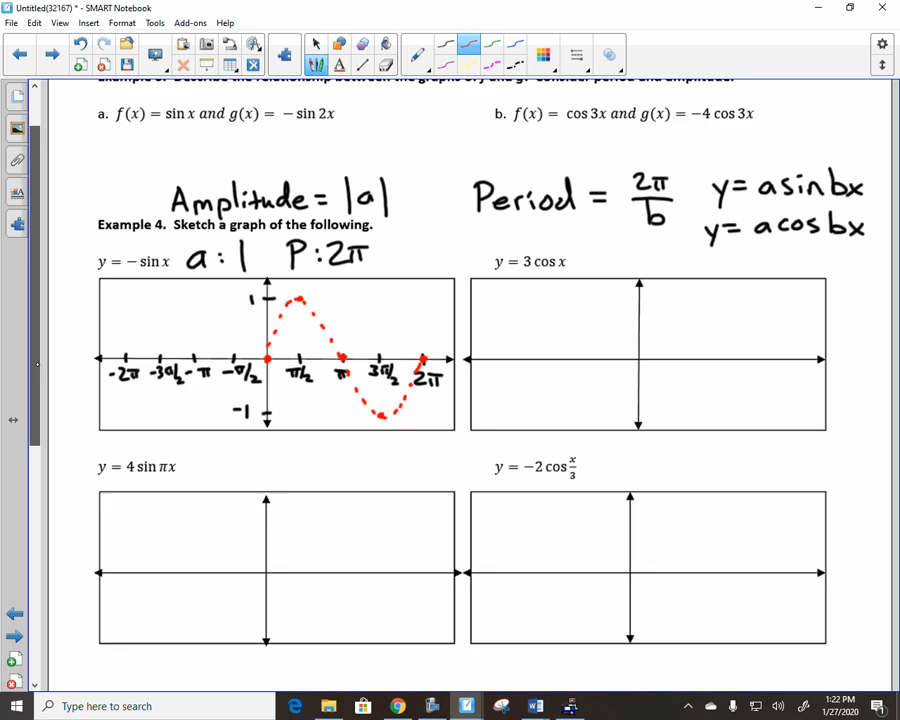 Untitled(32167) * - SMART Notebook
File Edit View Insert Format Tools Add-ons Help
a. f(x) = sin x and g(x) = − sin 2x
b. f(x) = cos 3x and g(x) = −4 cos 3x
Amplitude = |a|
Period = 2π/b
y = a sin bx
y = a cos bx
Example 4. Sketch a graph of the following.
y = − sin x
a : 1 P : 2π
y = 3 cos x
1
-2π -3π/2 -π -π/2 π/2 π 3π/2 2π
-1
y = 4 sin πx
y = −2 cos x/3
Type here to search
1:22 PM
1/27/2020
1